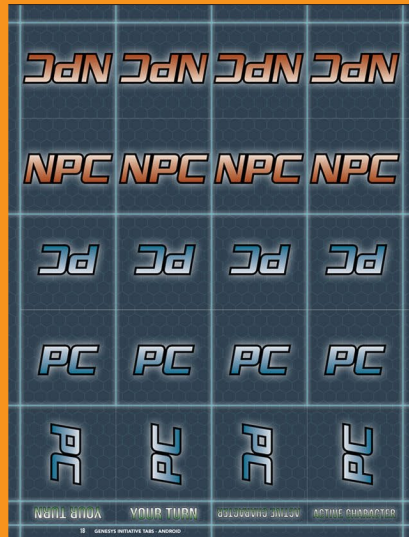 NPC NPC NPC NPC
NPC NPC NPC NPC
PC PC PC PC
PC PC PC PC
PC PC PC PC
YOUR TURN YOUR TURN ACTIVE CHARACTER ACTIVE CHARACTER
18 GENESYS INITIATIVE TABS - ANDROID